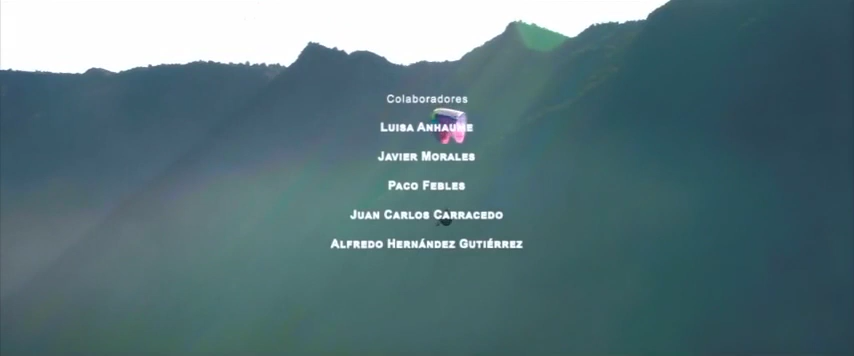 Colaboradores
Luisa Anhaume
Javier Morales
Paco Febles
Juan Carlos Carracedo
Alfredo Hernández Gutiérrez